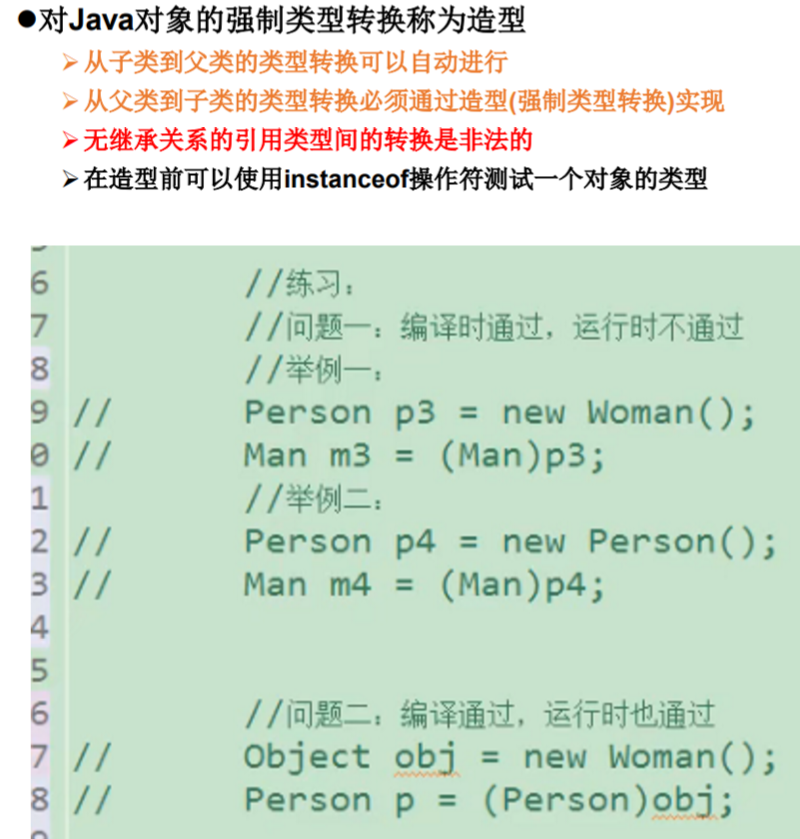 ●对Java对象的强制类型转换称为造型
➢从子类到父类的类型转换可以自动进行
➢从父类到子类的类型转换必须通过造型(强制类型转换)实现
➢无继承关系的引用类型间的转换是非法的
➢在造型前可以使用instanceof操作符测试一个对象的类型
6 //练习：
7 //问题一：编译时通过，运行时不通过
8 //举例一：
9 // Person p3 = new Woman();
0 // Man m3 = (Man)p3;
1 //举例二：
2 // Person p4 = new Person();
3 // Man m4 = (Man)p4;
4
5
6 //问题二：编译通过，运行时也通过
7 // Object obj = new Woman();
8 // Person p = (Person)obj;